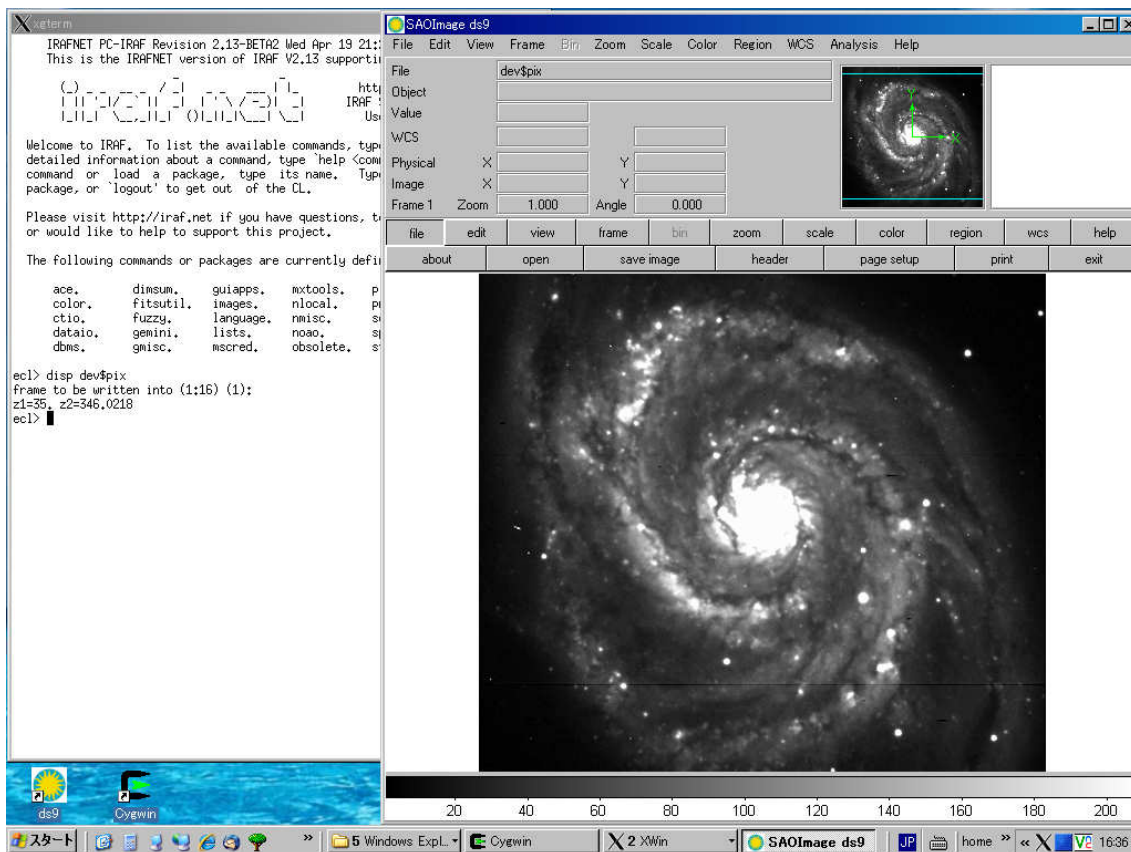 xgterm
IRAFNET PC-IRAF Revision 2.13-BETA2 Wed Apr 19 21:
This is the IRAFNET version of IRAF V2.13 supporti
IRAF
Welcome to IRAF. To list the available commands, typ
detailed information about a command, type `help <com
command or load a package, type its name. Typ
package, or `logout' to get out of the CL.
Please visit http://iraf.net if you have questions, t
or would like to help to support this project.
The following commands or packages are currently defi
ace. dimsum. guiapps. mxtools. p
color. fitsutil. images. nlocal. p
ctio. fuzzy. language. nmisc. s
dataio. gemini. lists. noao. s
dbms. gmisc. mscred. obsolete. s
ecl> disp dev$pix
frame to be written into (1:16) (1):
z1=35. z2=346.0218
ecl>
SAOImage ds9
File Edit View Frame Bin Zoom Scale Color Region WCS Analysis Help
File dev$pix
Object
Value
WCS
Physical X Y
Image X Y
Frame 1 Zoom 1.000 Angle 0.000
Y
X
file edit view frame bin zoom scale color region wcs help
about open save image header page setup print exit
20 40 60 80 100 120 140 160 180 200
ds9
Cygwin
スタート » 5 Windows Expl... Cygwin 2 XWin SAOImage ds9 JP home » « 16:36